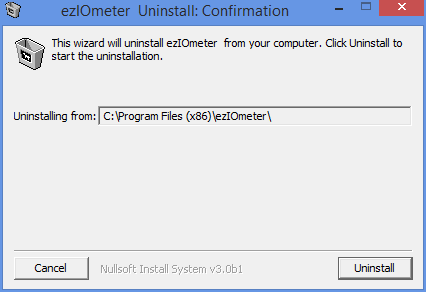 ezIOmeter  Uninstall: Confirmation
This wizard will uninstall ezIOmeter  from your computer. Click Uninstall to
start the uninstallation.
Uninstalling from: C:\Program Files (x86)\ezIOmeter\
Cancel Nullsoft Install System v3.0b1 Uninstall